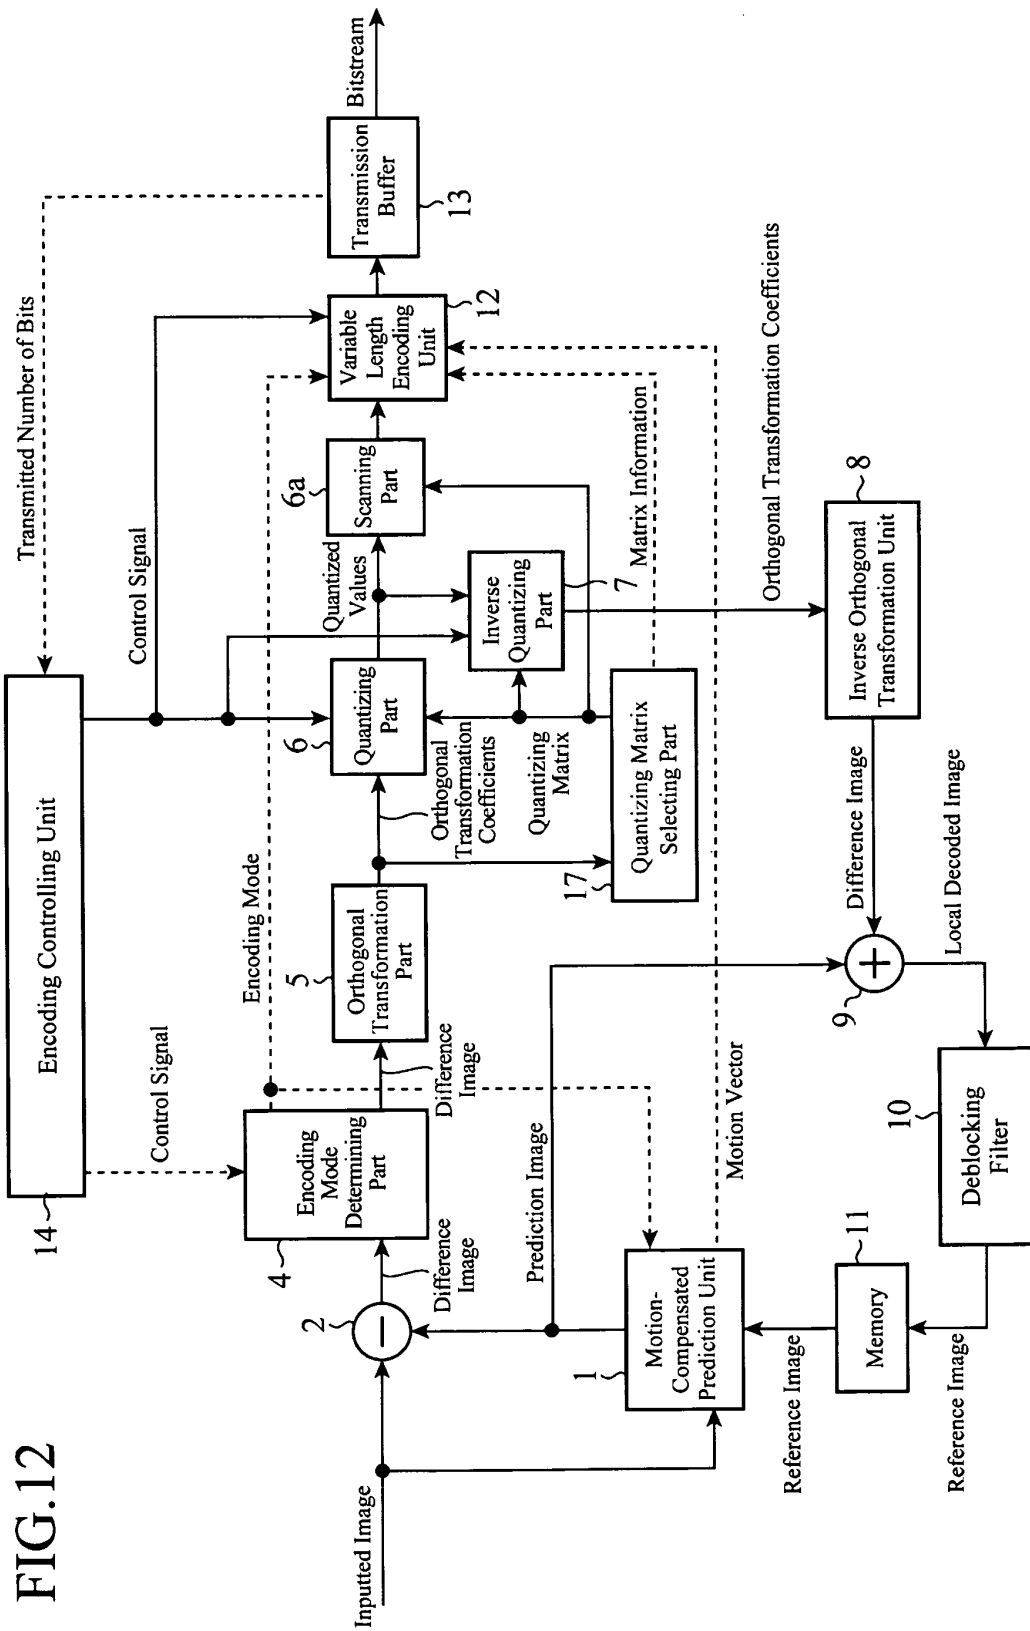 FIG.12
14
Encoding Controlling Unit
Transmitted Number of Bits
Control Signal
Control Signal
Encoding Mode
Inputted Image
2
−
Difference
Image
4
Encoding
Mode
Determining
Part
Difference
Image
5
Orthogonal
Transformation
Part
Orthogonal
Transformation
Coefficients
6
Quantizing
Part
Quantized
Values
6a
Scanning
Part
12
Variable
Length
Encoding
Unit
13
Transmission
Buffer
Bitstream
Quantizing
Matrix
7
Inverse
Quantizing
Part
17
Quantizing Matrix
Selecting Part
Matrix Information
1
Motion-
Compensated
Prediction Unit
Prediction Image
Motion Vector
Orthogonal Transformation Coefficients
8
Inverse Orthogonal
Transformation Unit
Difference Image
9
+
Local Decoded Image
10
Deblocking
Filter
Reference Image
11
Memory
Reference Image